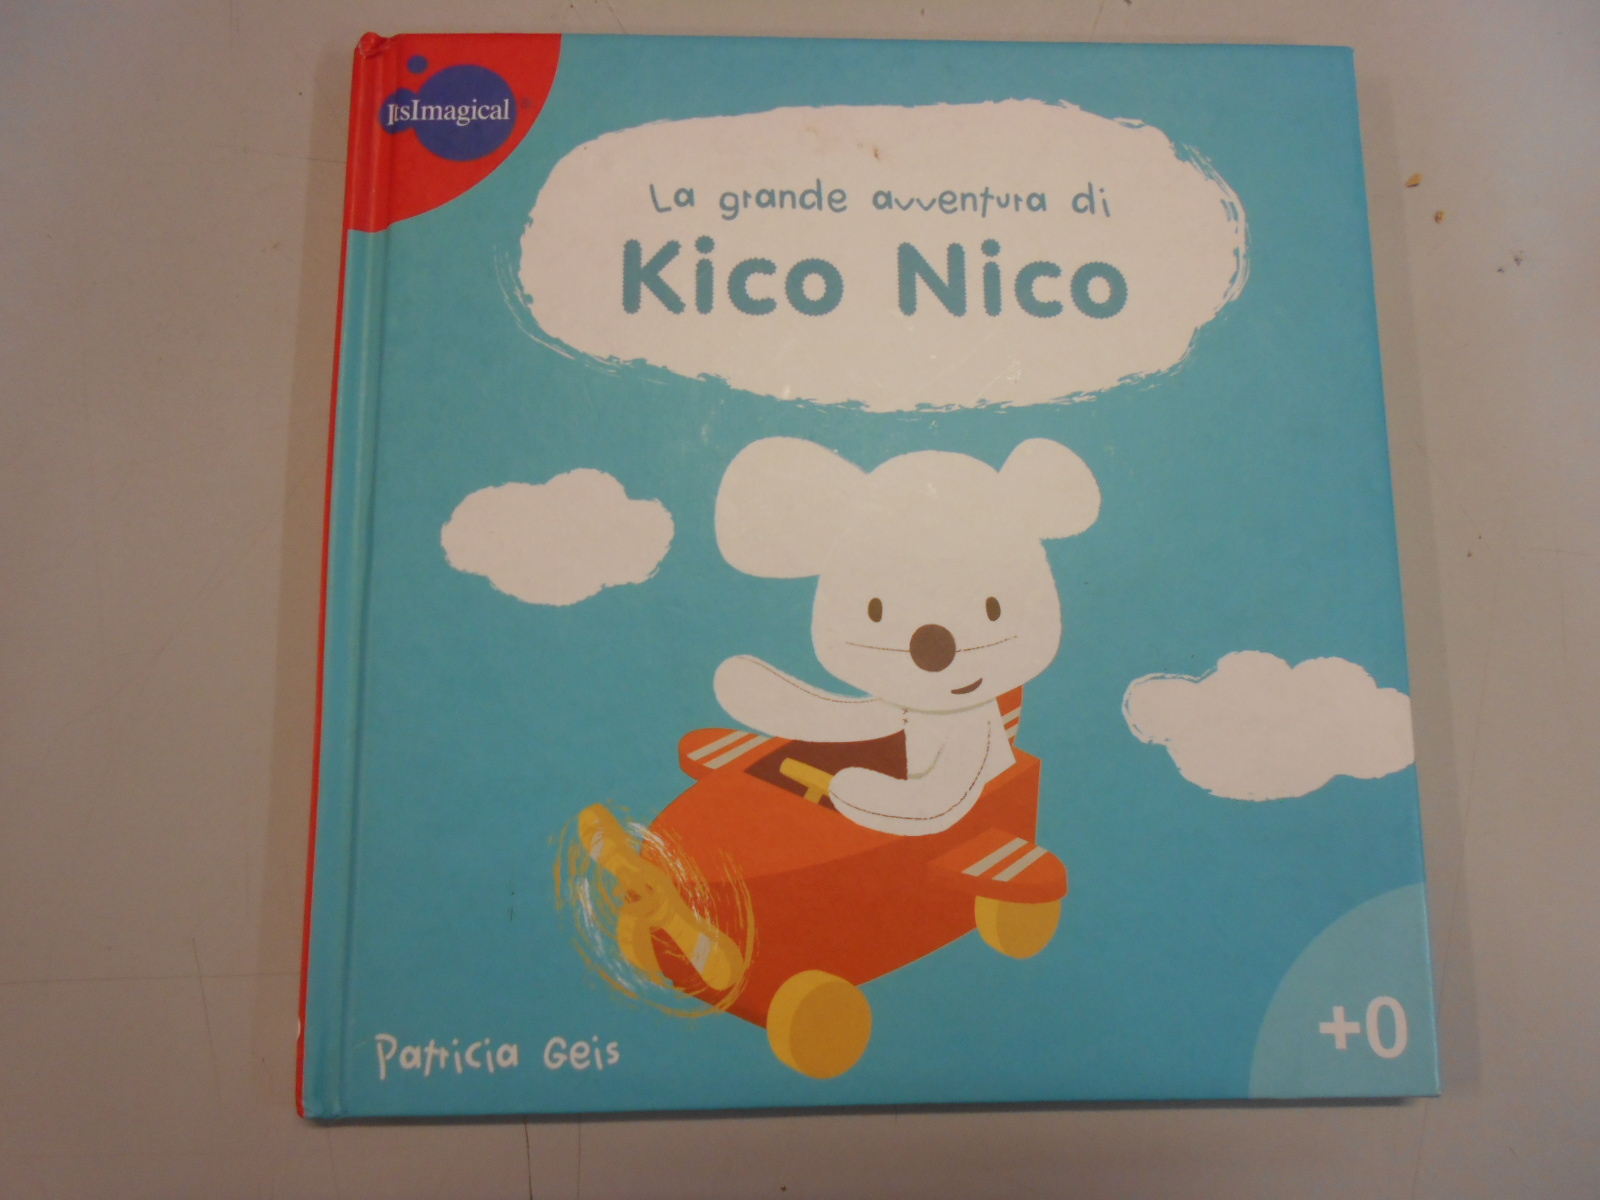 ItsImagical
La grande avventura di
Kico Nico
Patricia Geis
+0